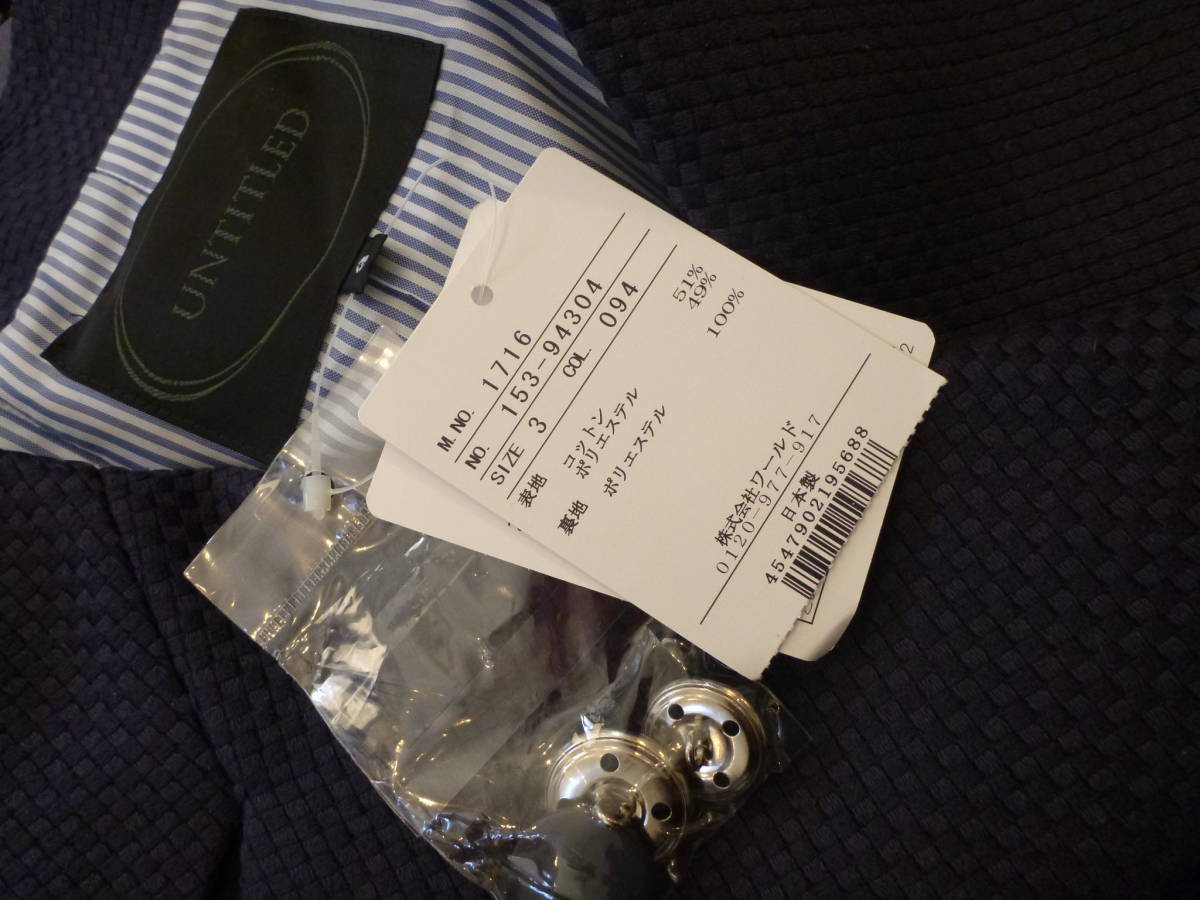 UNTITLED
M.NO. 1716
NO. 153-94304
SIZE 3 COL. 094
表地 コットン 51%
ポリエステル 49%
裏地 ポリエステル 100%
株式会社ワールド
0120-977-917
日本製
4547902195688